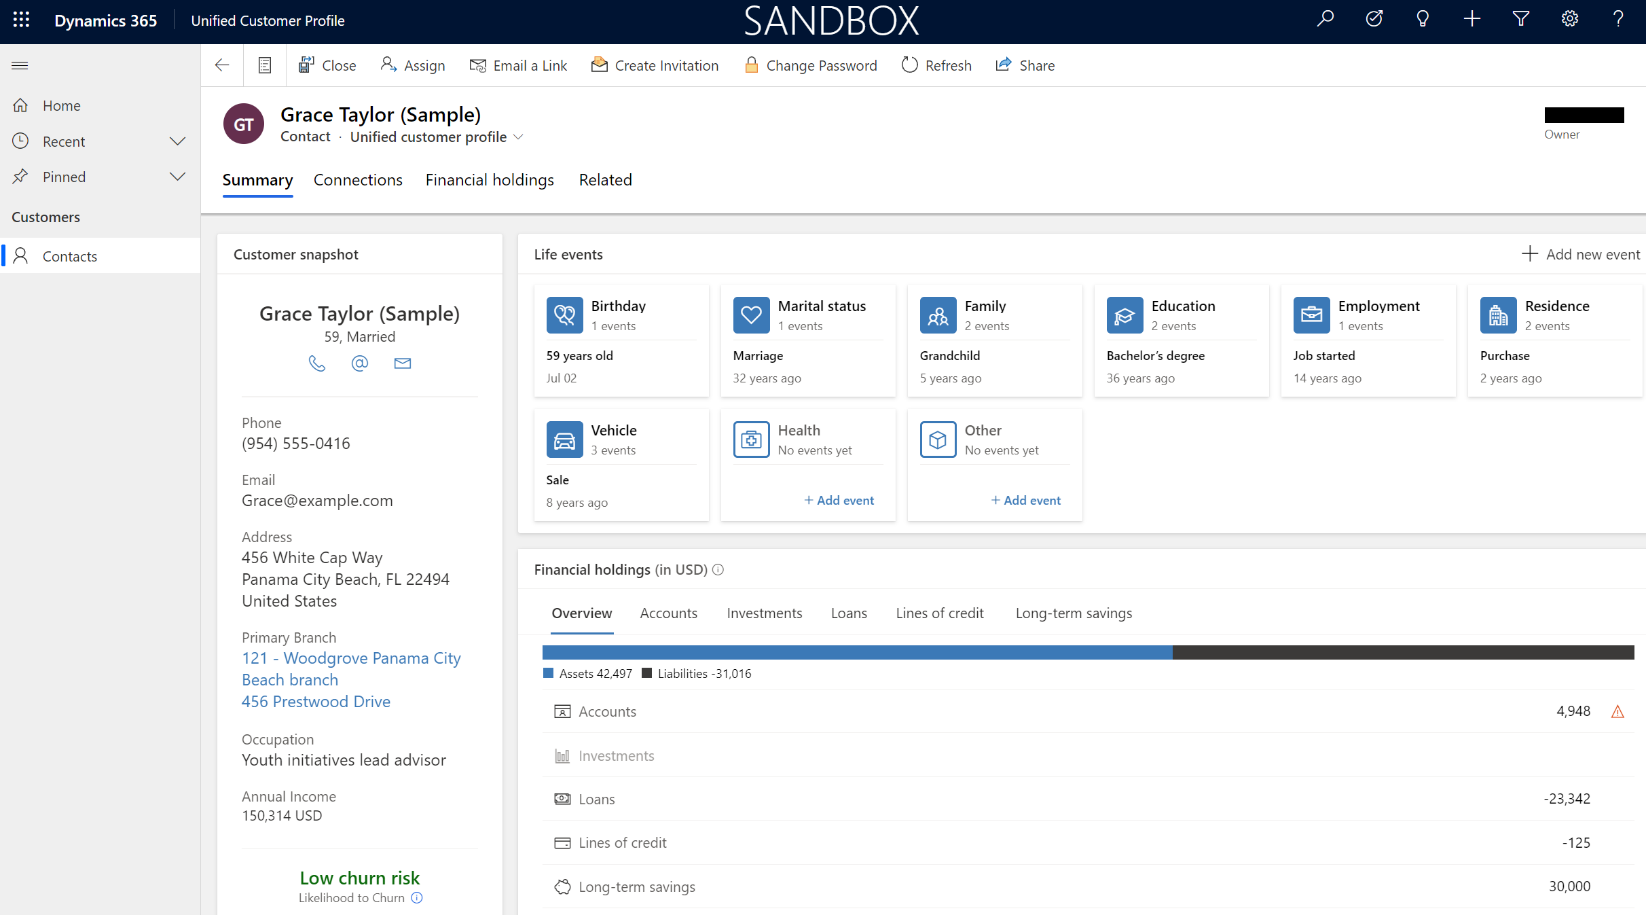 Dynamics 365
Unified Customer Profile
SANDBOX
Home
Recent
Pinned
Customers
Contacts
Close
Assign
Email a Link
Create Invitation
Change Password
Refresh
Share
GT
Grace Taylor (Sample)
Contact · Unified customer profile
Owner
Summary
Connections
Financial holdings
Related
Customer snapshot
Grace Taylor (Sample)
59, Married
Phone
(954) 555-0416
Email
Grace@example.com
Address
456 White Cap Way
Panama City Beach, FL 22494
United States
Primary Branch
121 - Woodgrove Panama City
Beach branch
456 Prestwood Drive
Occupation
Youth initiatives lead advisor
Annual Income
150,314 USD
Low churn risk
Likelihood to Churn
Life events
Add new event
Birthday
1 events
59 years old
Jul 02
Marital status
1 events
Marriage
32 years ago
Family
2 events
Grandchild
5 years ago
Education
2 events
Bachelor's degree
36 years ago
Employment
1 events
Job started
14 years ago
Residence
2 events
Purchase
2 years ago
Vehicle
3 events
Sale
8 years ago
Health
No events yet
+ Add event
Other
No events yet
+ Add event
Financial holdings (in USD)
Overview
Accounts
Investments
Loans
Lines of credit
Long-term savings
Assets 42,497
Liabilities -31,016
Accounts 4,948
Investments
Loans -23,342
Lines of credit -125
Long-term savings 30,000